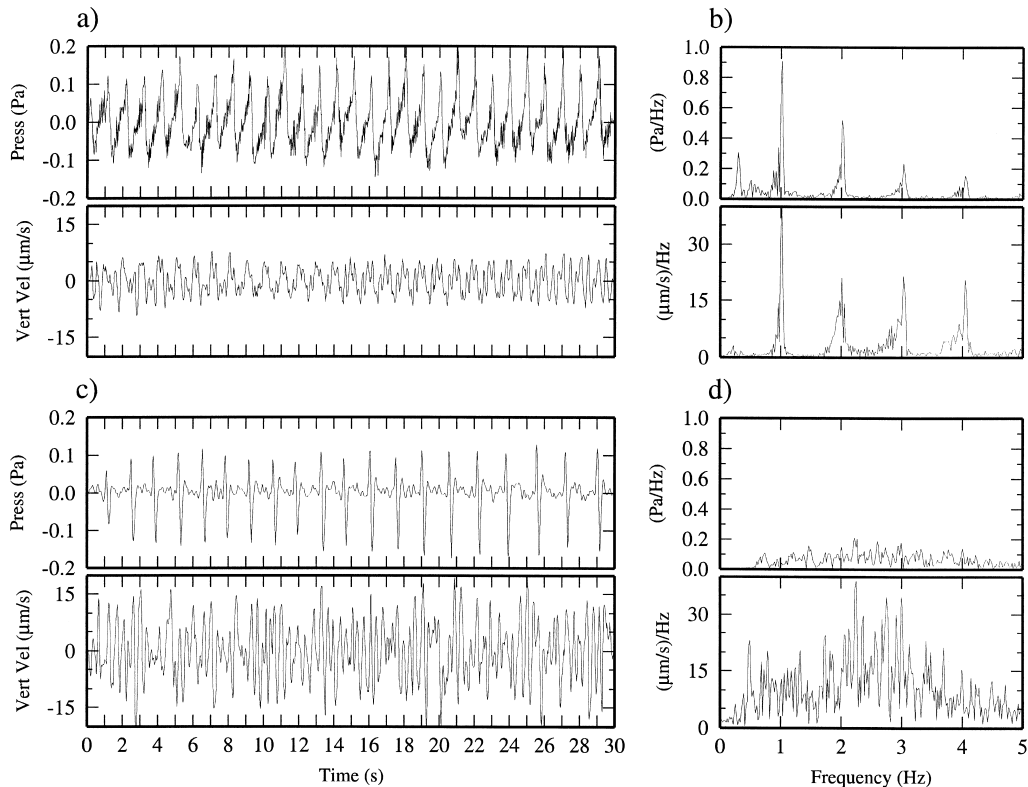 a)
0.2
0.1
0.0
-0.1
-0.2
Press (Pa)
15
0
-15
Vert Vel (µm/s)
b)
1.0
0.8
0.6
0.4
0.2
0.0
(Pa/Hz)
30
15
0
(µm/s)/Hz
c)
0.2
0.1
0.0
-0.1
-0.2
Press (Pa)
15
0
-15
Vert Vel (µm/s)
0 2 4 6 8 10 12 14 16 18 20 22 24 26 28 30
Time (s)
d)
1.0
0.8
0.6
0.4
0.2
0.0
(Pa/Hz)
30
15
0
(µm/s)/Hz
0 1 2 3 4 5
Frequency (Hz)